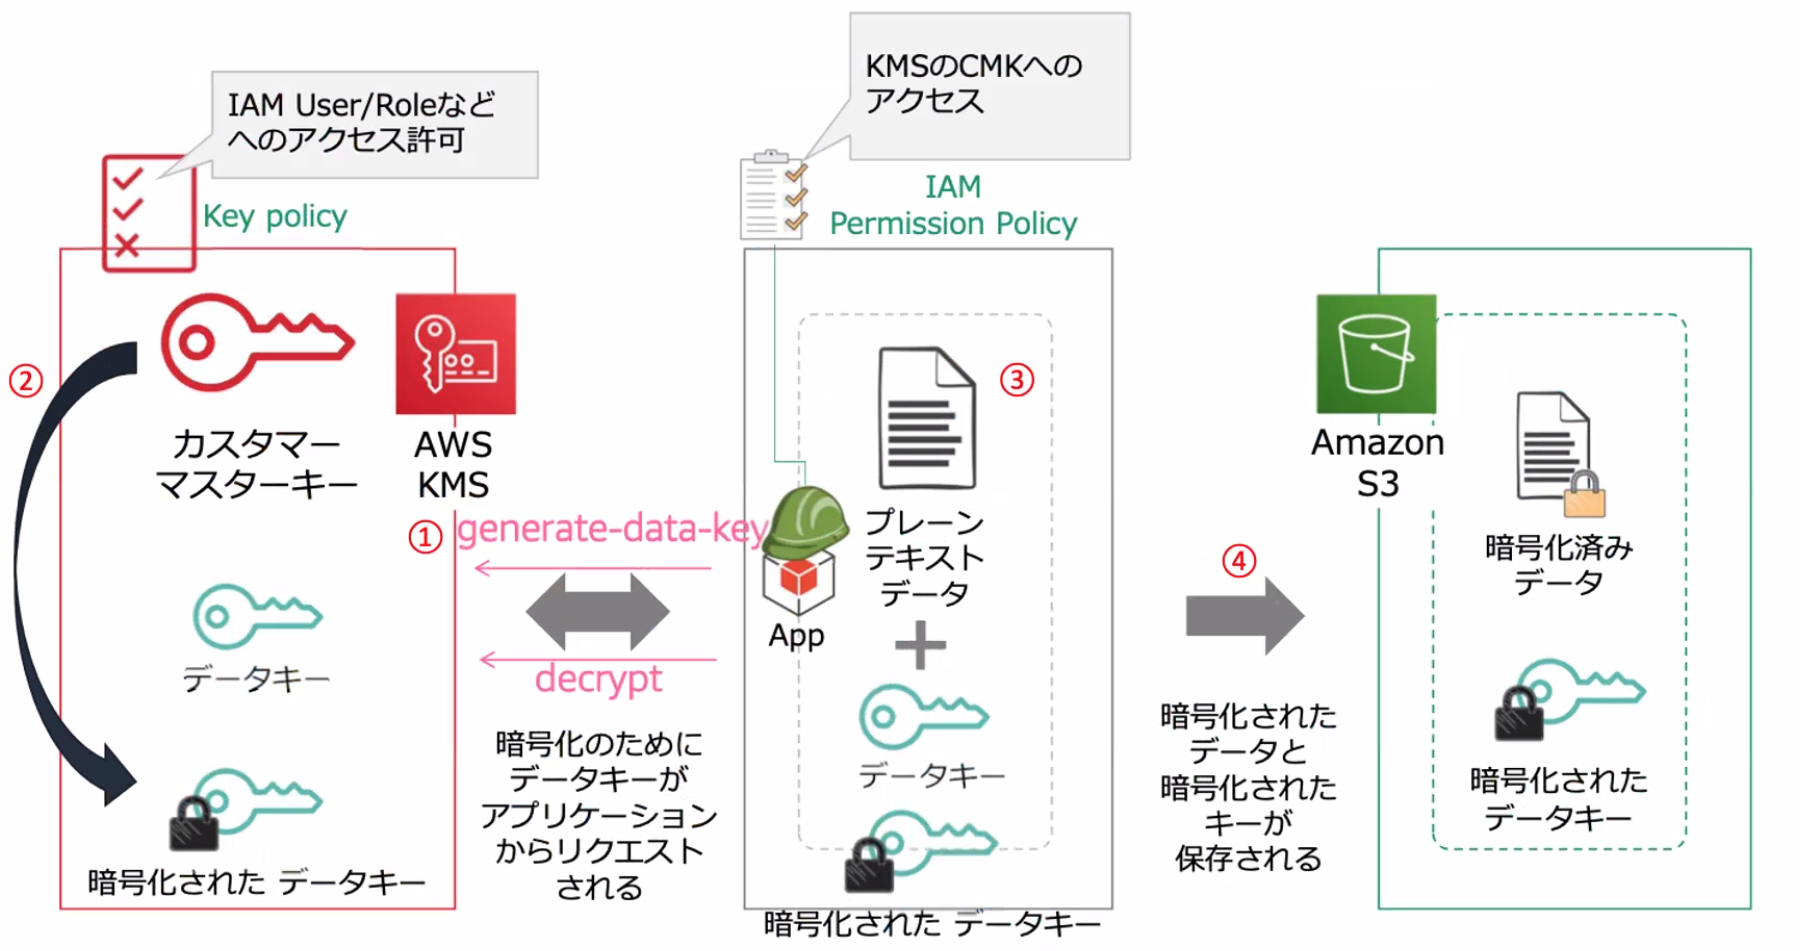 IAM User/Roleなど
へのアクセス許可
Key policy
②
カスタマー
マスターキー
AWS
KMS
データキー
暗号化された データキー
①
generate-data-key
decrypt
暗号化のために
データキーが
アプリケーション
からリクエスト
される
KMSのCMKへの
アクセス
IAM
Permission Policy
③
プレーン
テキスト
データ
App
データキー
暗号化された データキー
④
暗号化された
データと
暗号化された
キーが
保存される
Amazon
S3
暗号化済み
データ
暗号化された
データキー